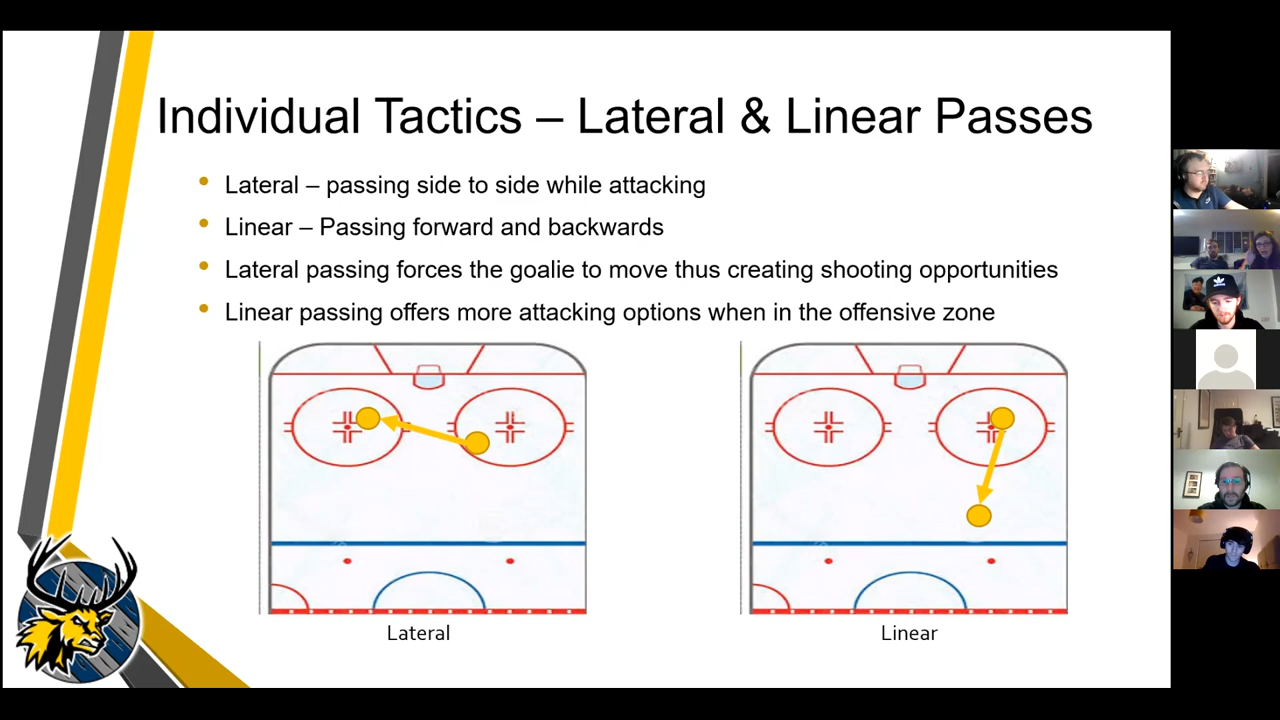 Individual Tactics – Lateral & Linear Passes
• Lateral – passing side to side while attacking
• Linear – Passing forward and backwards
• Lateral passing forces the goalie to move thus creating shooting opportunities
• Linear passing offers more attacking options when in the offensive zone
Lateral
Linear